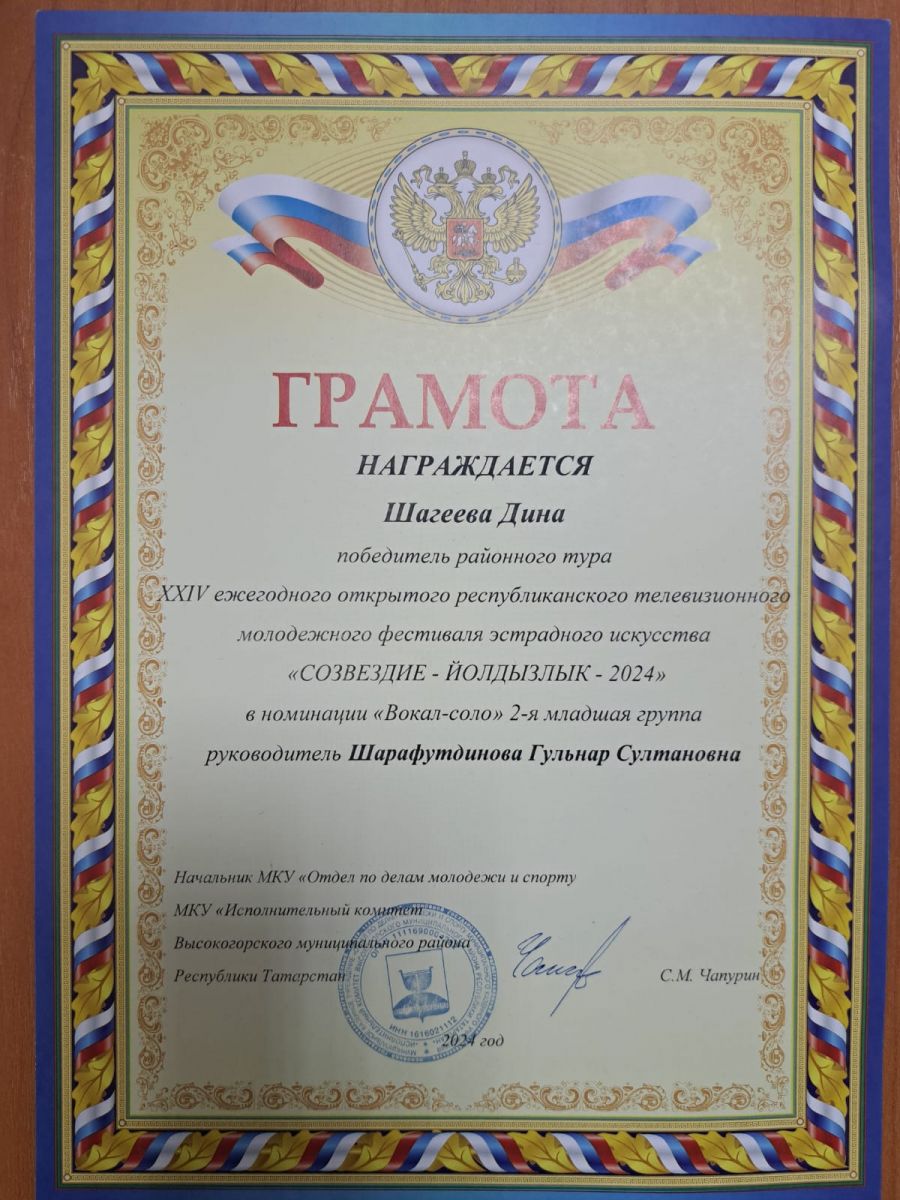 ГРАМОТА
НАГРАЖДАЕТСЯ
Шагеева Дина
победитель районного тура
XXIV ежегодного открытого республиканского телевизионного
молодежного фестиваля эстрадного искусства
«СОЗВЕЗДИЕ - ЙОЛДЫЗЛЫК - 2024»
в номинации «Вокал-соло» 2-я младшая группа
руководитель Шарафутдинова Гульнар Султановна
Начальник МКУ «Отдел по делам молодежи и спорту
МКУ «Исполнительный комитет
Высокогорского муниципального района
Республики Татарстан
С.М. Чапурин
ИНН 1616021112
2024 год